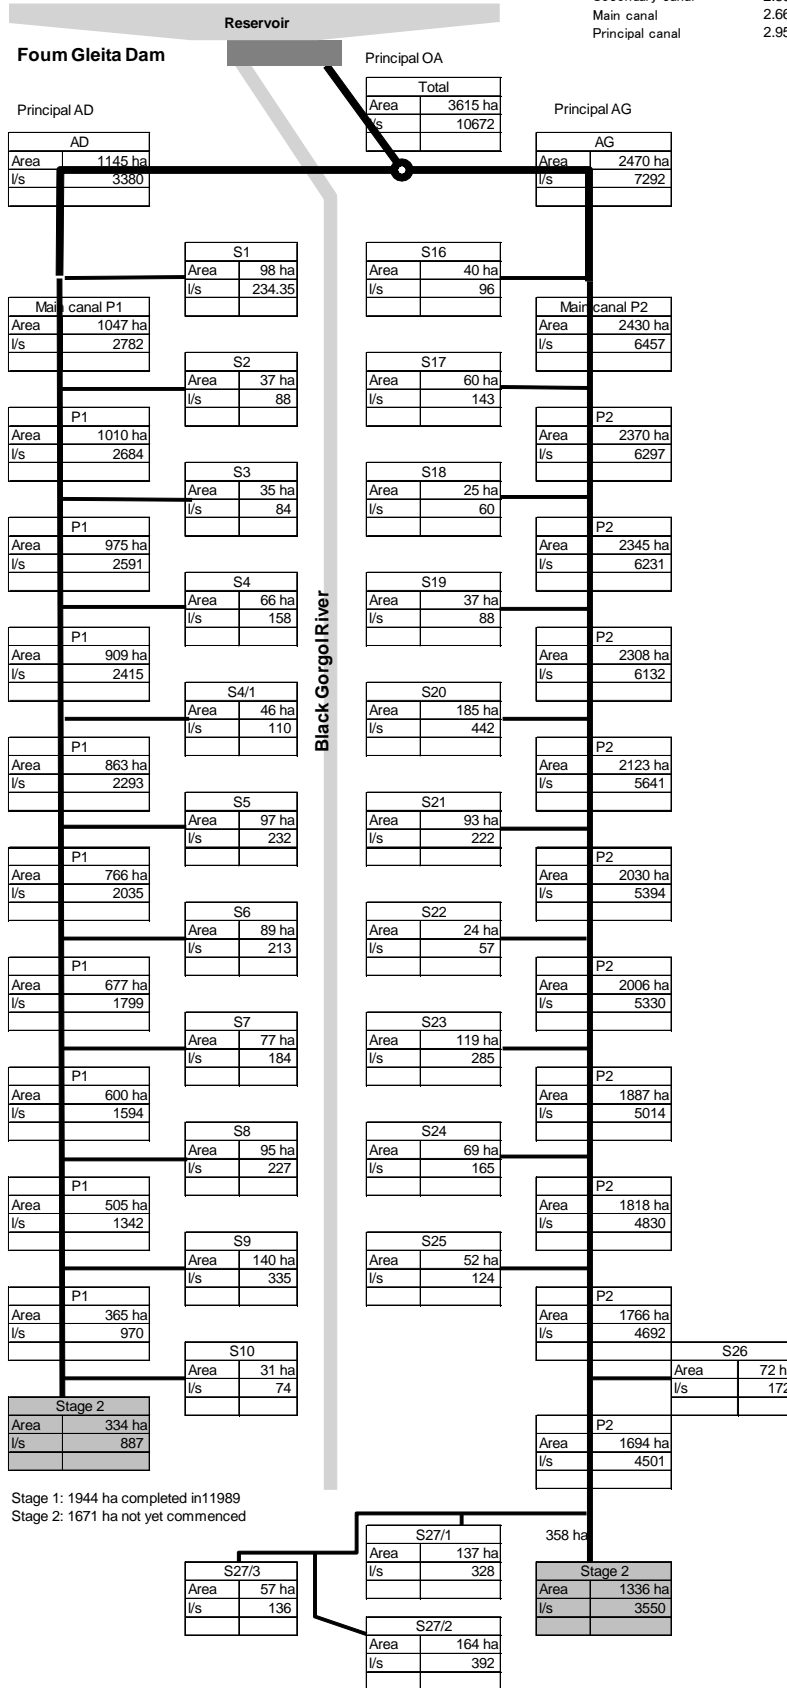 Main canal 2.66
Principal canal 2.95
Reservoir
Foum Gleita Dam
Principal OA
Total
Area 3615 ha
l/s 10672
Principal AD
Principal AG
AD
Area 1145 ha
l/s 3380
AG
Area 2470 ha
l/s 7292
S1
Area 98 ha
l/s 234.35
S16
Area 40 ha
l/s 96
Main canal P1
Area 1047 ha
l/s 2782
Main canal P2
Area 2430 ha
l/s 6457
S2
Area 37 ha
l/s 88
S17
Area 60 ha
l/s 143
P1
Area 1010 ha
l/s 2684
P2
Area 2370 ha
l/s 6297
S3
Area 35 ha
l/s 84
S18
Area 25 ha
l/s 60
P1
Area 975 ha
l/s 2591
P2
Area 2345 ha
l/s 6231
S4
Area 66 ha
l/s 158
S19
Area 37 ha
l/s 88
Black Gorgol River
P1
Area 909 ha
l/s 2415
P2
Area 2308 ha
l/s 6132
S4/1
Area 46 ha
l/s 110
S20
Area 185 ha
l/s 442
P1
Area 863 ha
l/s 2293
P2
Area 2123 ha
l/s 5641
S5
Area 97 ha
l/s 232
S21
Area 93 ha
l/s 222
P1
Area 766 ha
l/s 2035
P2
Area 2030 ha
l/s 5394
S6
Area 89 ha
l/s 213
S22
Area 24 ha
l/s 57
P1
Area 677 ha
l/s 1799
P2
Area 2006 ha
l/s 5330
S7
Area 77 ha
l/s 184
S23
Area 119 ha
l/s 285
P1
Area 600 ha
l/s 1594
P2
Area 1887 ha
l/s 5014
S8
Area 95 ha
l/s 227
S24
Area 69 ha
l/s 165
P1
Area 505 ha
l/s 1342
P2
Area 1818 ha
l/s 4830
S9
Area 140 ha
l/s 335
S25
Area 52 ha
l/s 124
P1
Area 365 ha
l/s 970
P2
Area 1766 ha
l/s 4692
S10
Area 31 ha
l/s 74
S26
Area 72 h
l/s 172
Stage 2
Area 334 ha
l/s 887
P2
Area 1694 ha
l/s 4501
Stage 1: 1944 ha completed in11989
Stage 2: 1671 ha not yet commenced
S27/1
Area 137 ha
l/s 328
358 ha
S27/3
Area 57 ha
l/s 136
Stage 2
Area 1336 ha
l/s 3550
S27/2
Area 164 ha
l/s 392